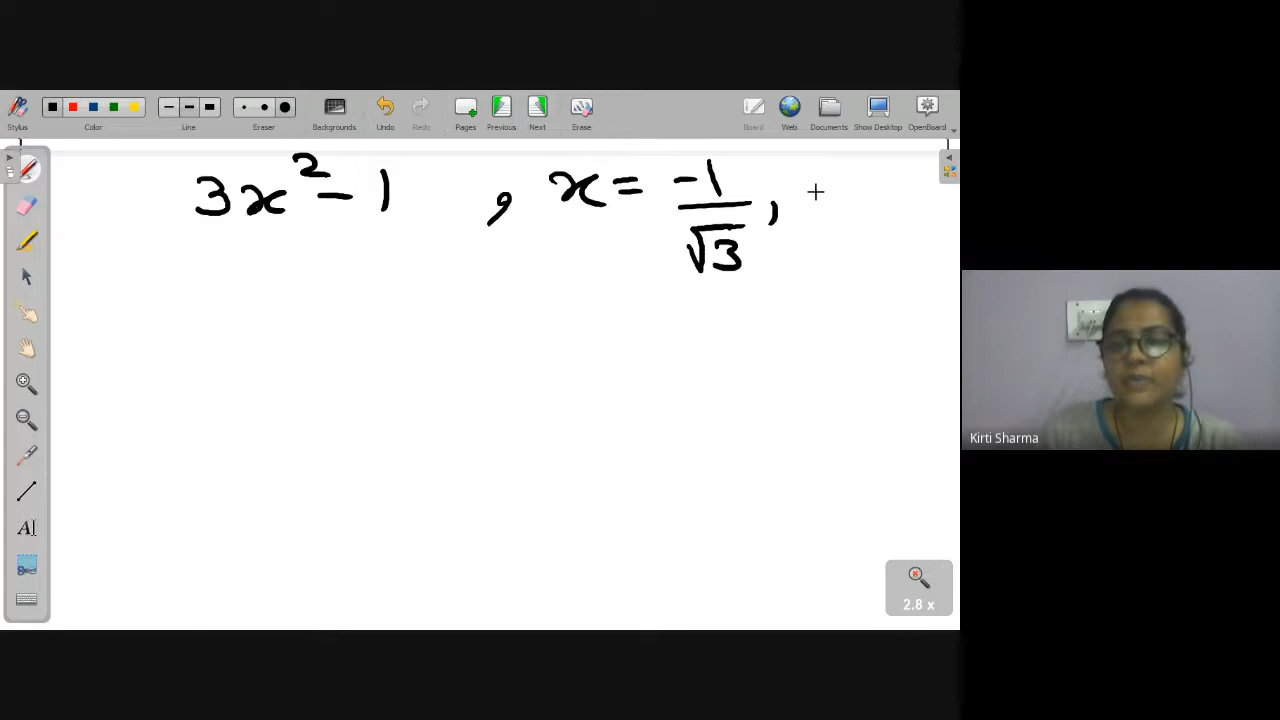 Stylus Color Line Eraser Backgrounds Undo Redo Pages Previous Next Erase Board Web Documents Show Desktop OpenBoard
3x² - 1 , x = -1/√3 ,
Kirti Sharma
2.8 x